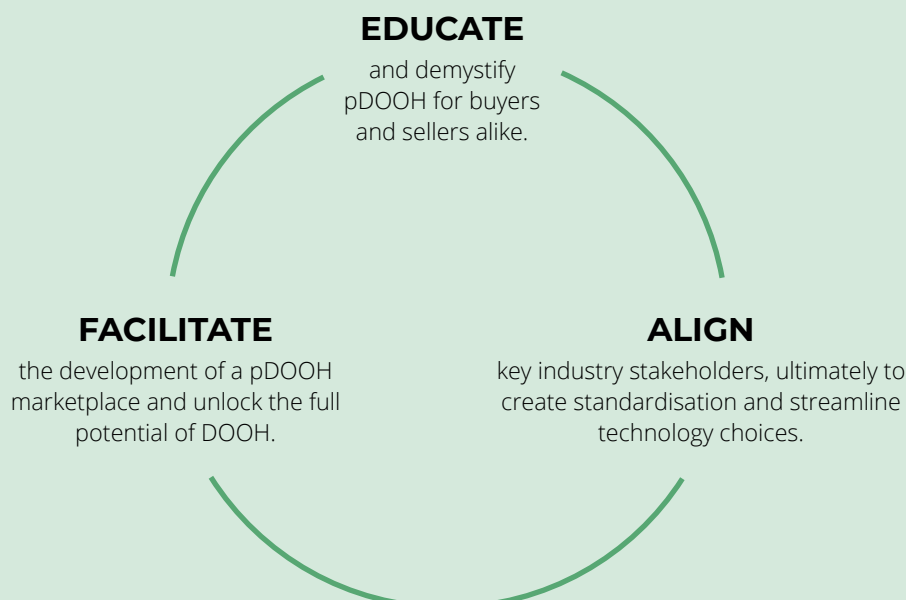 EDUCATE
and demystify
pDOOH for buyers
and sellers alike.
FACILITATE
the development of a pDOOH
marketplace and unlock the full
potential of DOOH.
ALIGN
key industry stakeholders, ultimately to
create standardisation and streamline
technology choices.